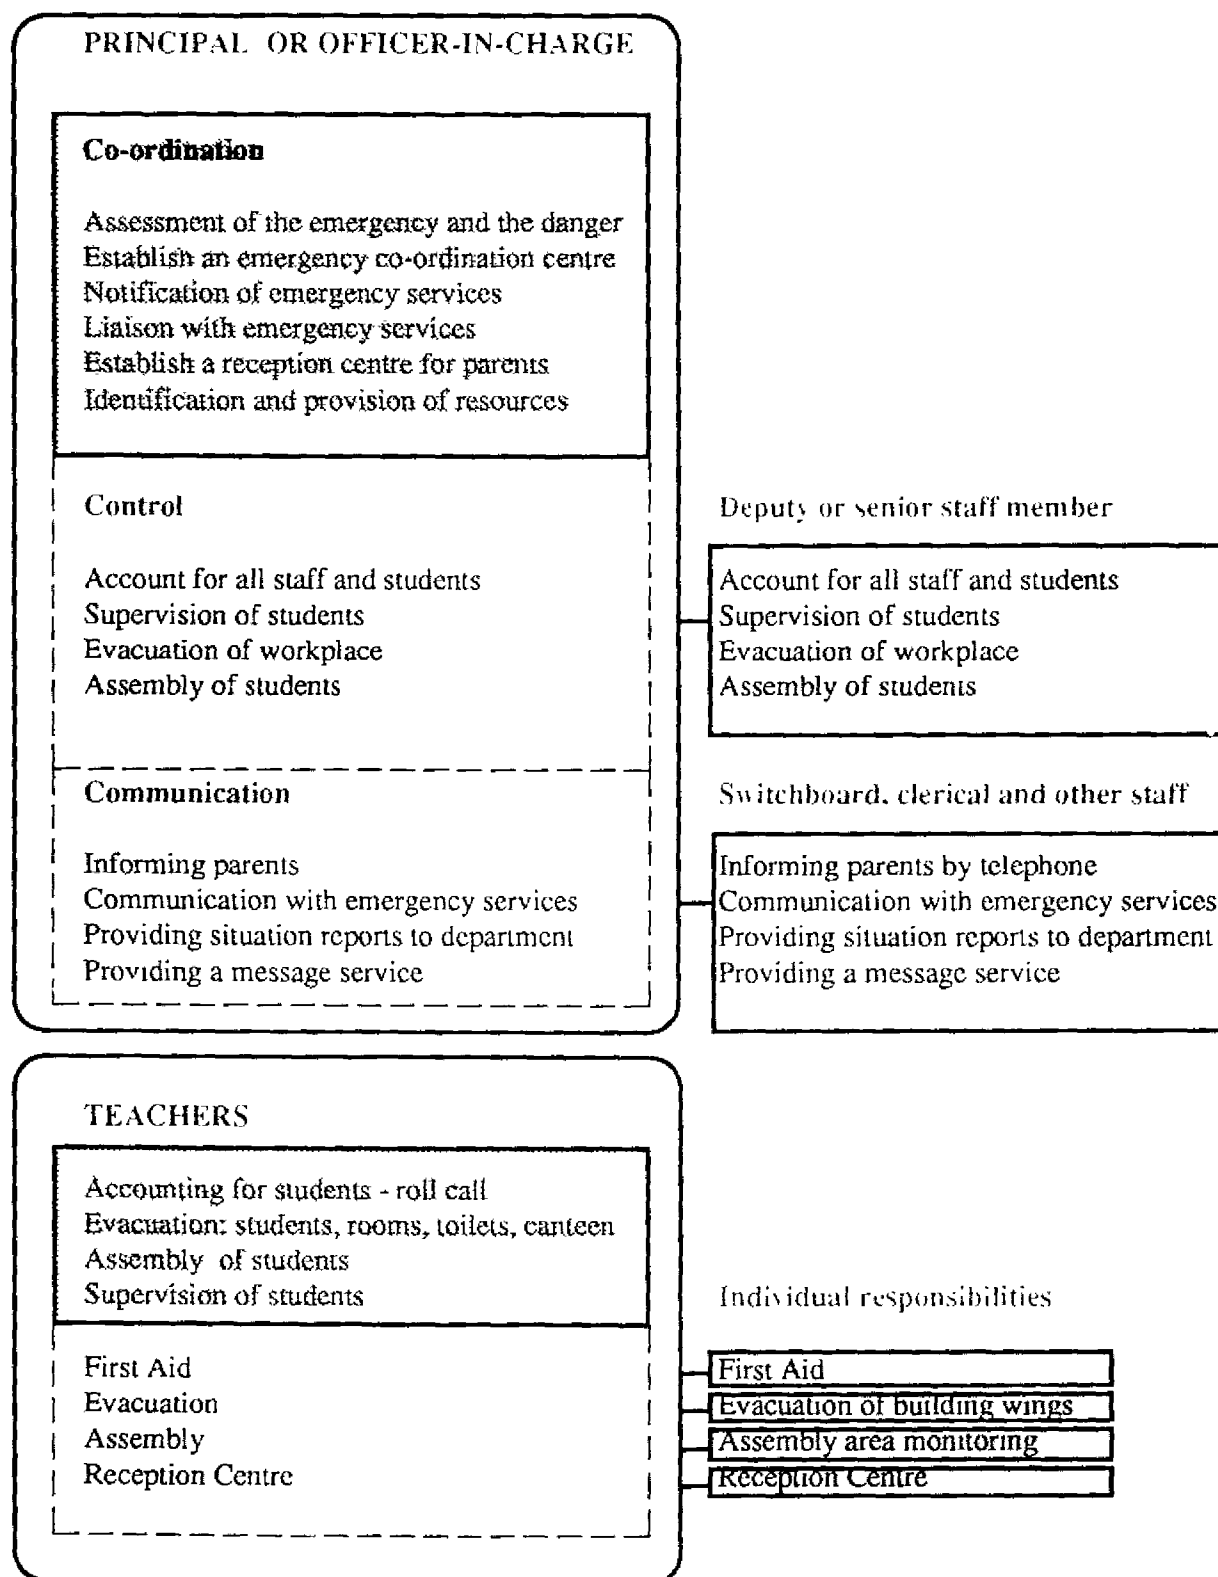 PRINCIPAL OR OFFICER-IN-CHARGE
Co-ordination
Assessment of the emergency and the danger
Establish an emergency co-ordination centre
Notification of emergency services
Liaison with emergency services
Establish a reception centre for parents
Identification and provision of resources
Control
Account for all staff and students
Supervision of students
Evacuation of workplace
Assembly of students
Deputy or senior staff member
Account for all staff and students
Supervision of students
Evacuation of workplace
Assembly of students
Communication
Informing parents
Communication with emergency services
Providing situation reports to department
Providing a message service
Switchboard, clerical and other staff
Informing parents by telephone
Communication with emergency services
Providing situation reports to department
Providing a message service
TEACHERS
Accounting for students - roll call
Evacuation: students, rooms, toilets, canteen
Assembly of students
Supervision of students
First Aid
Evacuation
Assembly
Reception Centre
Individual responsibilities
First Aid
Evacuation of building wings
Assembly area monitoring
Reception Centre